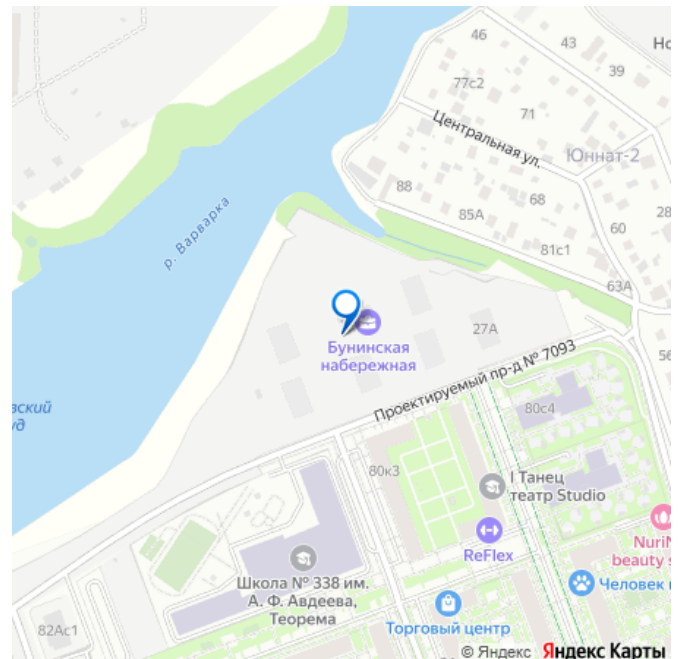 46
43
Но
39
77с2
71
Центральная ул.
Юннат-2
88
68
28
85А
60
р. Варварка
81с1
63А
27А
Бунинская
набережная
56
Проектируемый пр-д № 7093
вский
уд
80с4
80к3
I Танец
театр Studio
ReFlex
NuriN
beauty s
Школа № 338 им.
А. Ф. Авдеева,
Теорема
Человек и
Торговый центр
82Ас1
80
© Яндекс Яндекс Карты